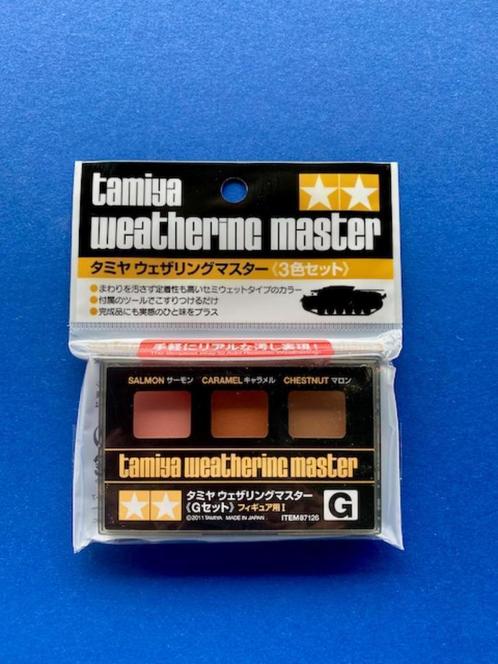 tamiya
weathering master
タミヤ ウェザリングマスター《3色セット》
●まわりを汚さず定着性も高いセミウェットタイプのカラー
●付属のツールでこすりつけるだけ
●完成品にも実感のひと味をプラス
手軽にリアルな汚し表現！
SALMON サーモン CARAMEL キャラメル CHESTNUT マロン
tamiya weathering master
タミヤ ウェザリングマスター
《Gセット》フィギュア用 I
G
©2011 TAMIYA MADE IN JAPAN ITEM 87126